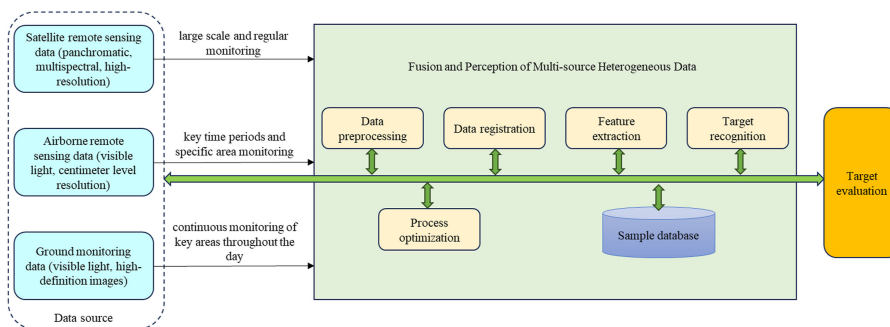 Satellite remote sensing
data (panchromatic,
multispectral, high-
resolution)
Airborne remote
sensing data (visible
light, centimeter level
resolution)
Ground monitoring
data (visible light, high-
definition images)
Data source
large scale and regular
monitoring
key time periods and
specific area monitoring
continuous monitoring of
key areas throughout the
day
Fusion and Perception of Multi-source Heterogeneous Data
Data
preprocessing
Data registration
Feature
extraction
Target
recognition
Process
optimization
Sample database
Target
evaluation